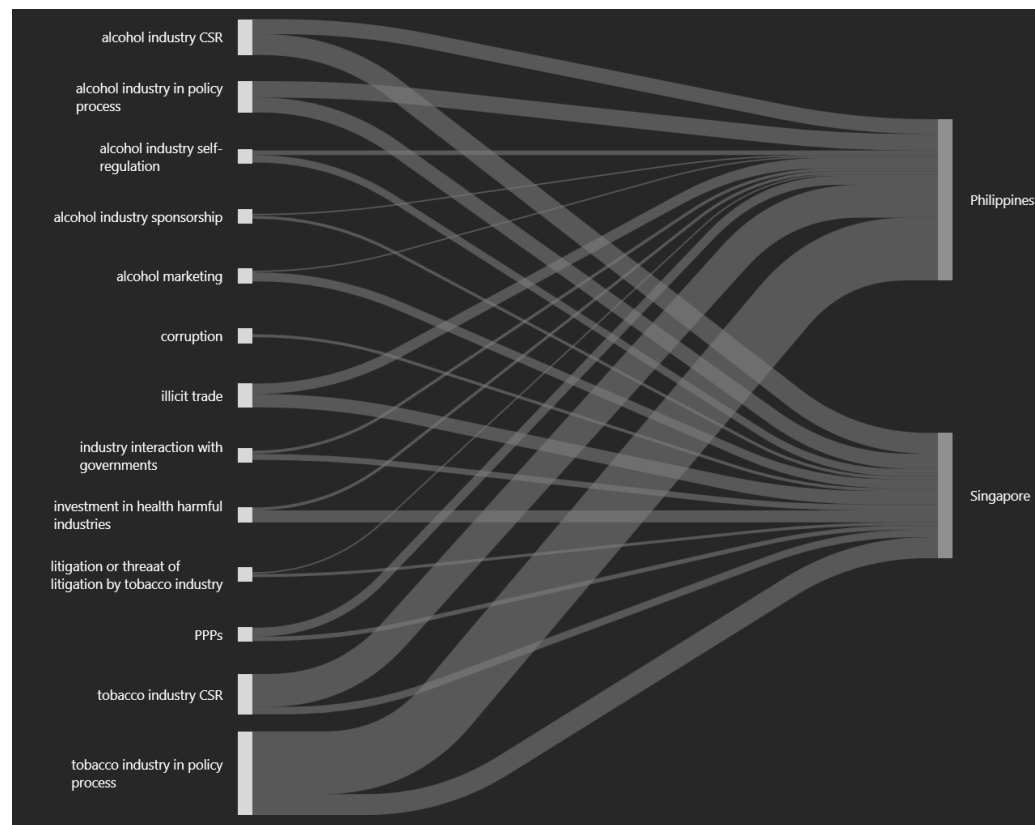 alcohol industry CSR
alcohol industry in policy
process
alcohol industry self-
regulation
alcohol industry sponsorship
alcohol marketing
corruption
illicit trade
industry interaction with
governments
investment in health harmful
industries
litigation or threaat of
litigation by tobacco industry
PPPs
tobacco industry CSR
tobacco industry in policy
process
Philippines
Singapore